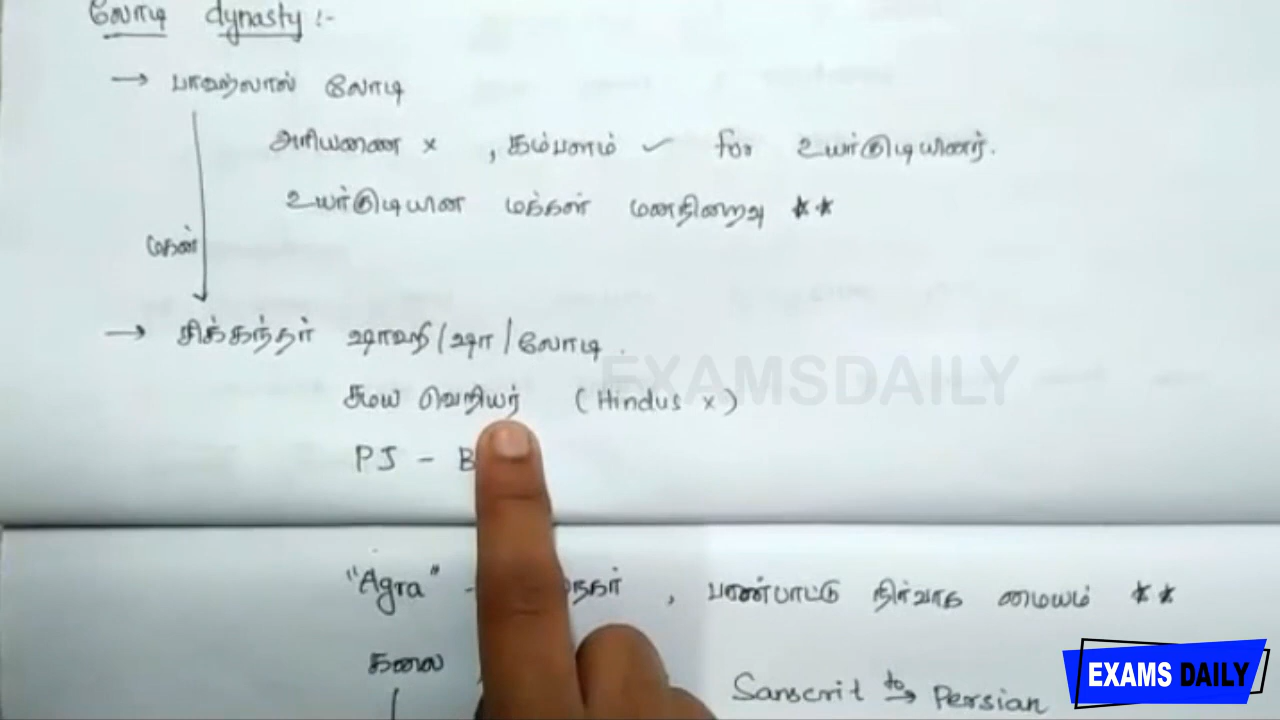 லோடி dynasty :-
→ பாஹலூல் லோடி
அரியணை x , கம்பளம் ✓ for உயர்குடியினர்.
உயர்குடியின மக்கள் மனநிறைவு ★★
மகன்
→ சிக்கந்தர் ஷாஹி/ஷா/லோடி.
சமய வெறியர் (Hindus x)
EXAMSDAILY
PJ - B
"Agra" - நகர் , பண்பாட்டு நிர்வாக மையம் ★★
கலை
Sanscrit to→ Persian
EXAMS DAILY